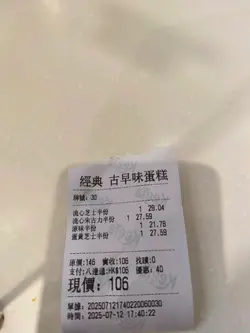 經典 古早味蛋糕
牌號: 30
流心芝士半份 1 29.04
流心朱古力半份 1 27.59
原味半份 1 21.78
蛋黃芝士半份 1 27.59
原價:146 實收:106 找續:0
支付:八達通:HK$106 優惠:40
現價: 106
單號: 202507121740220060030
時間: 2025-07-12 17:40:22